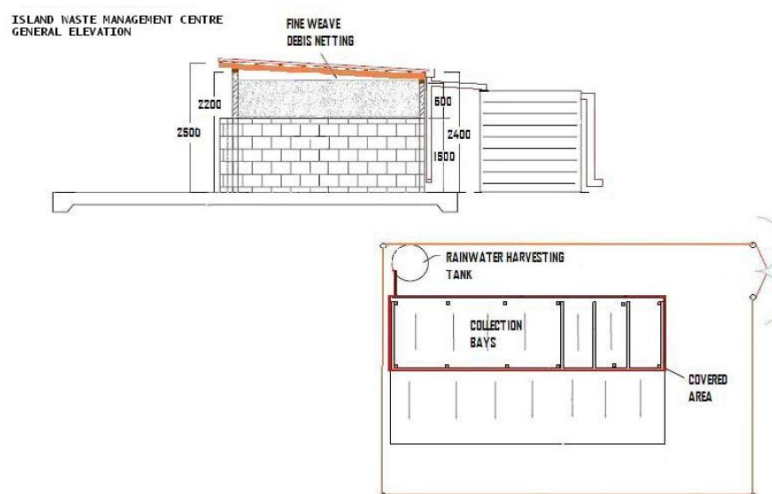 ISLAND WASTE MANAGEMENT CENTRE
GENERAL ELEVATION
FINE WEAVE
DEBIS NETTING
2200
2500
600
2400
1500
RAINWATER HARVESTING
TANK
COLLECTION
BAYS
COVERED
AREA